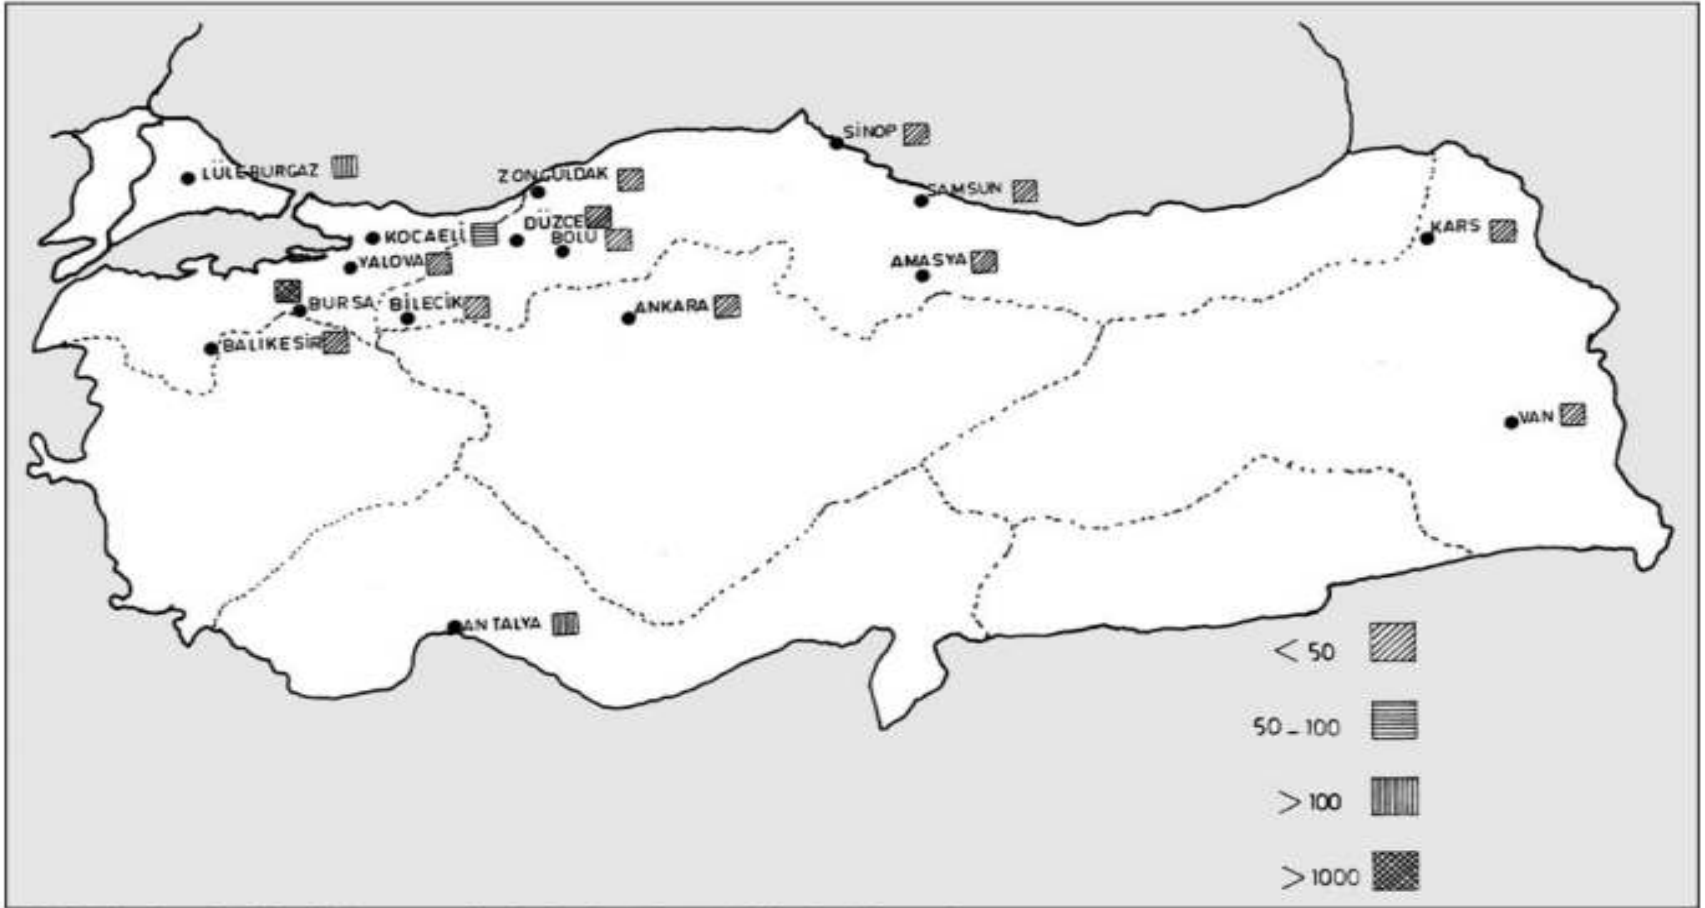 SİNOP
LÜLEBURGAZ
ZONGULDAK
SAMSUN
DÜZCE
KOCAELİ
BOLU
KARS
YALOVA
AMASYA
BURSA
BİLECİK
ANKARA
BALIKESİR
VAN
ANTALYA
< 50
50 - 100
> 100
> 1000